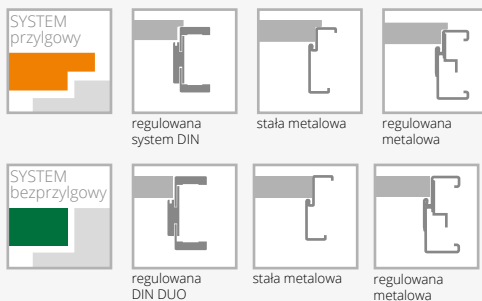 SYSTEM
przylgowy
regulowana
system DIN
stała metalowa
regulowana
metalowa
SYSTEM
bezprzylgowy
regulowana
DIN DUO
stała metalowa
regulowana
metalowa